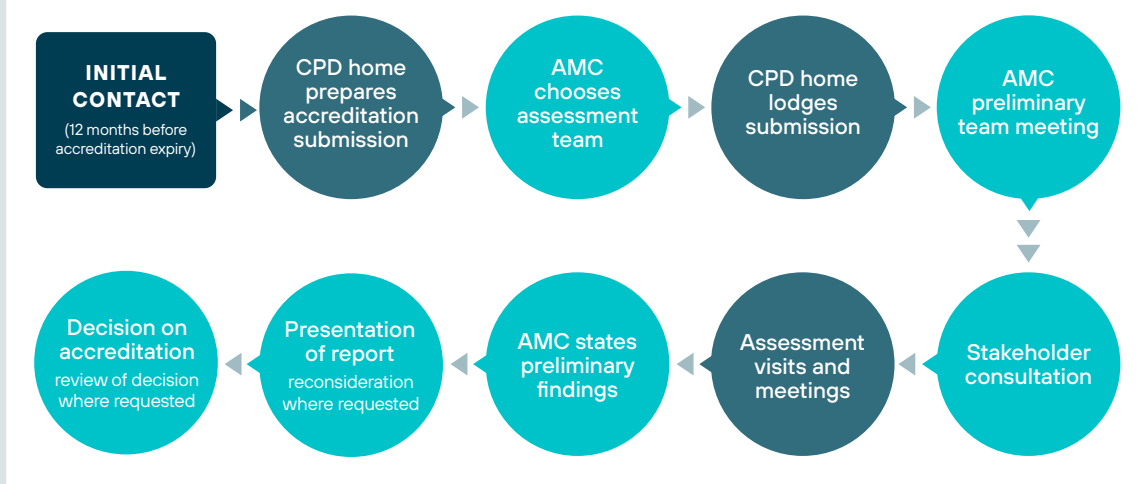 INITIAL
CONTACT
(12 months before
accreditation expiry)
CPD home
prepares
accreditation
submission
AMC
chooses
assessment
team
CPD home
lodges
submission
AMC
preliminary
team meeting
Stakeholder
consultation
Assessment
visits and
meetings
AMC states
preliminary
findings
Presentation
of report
reconsideration
where requested
Decision on
accreditation
review of decision
where requested